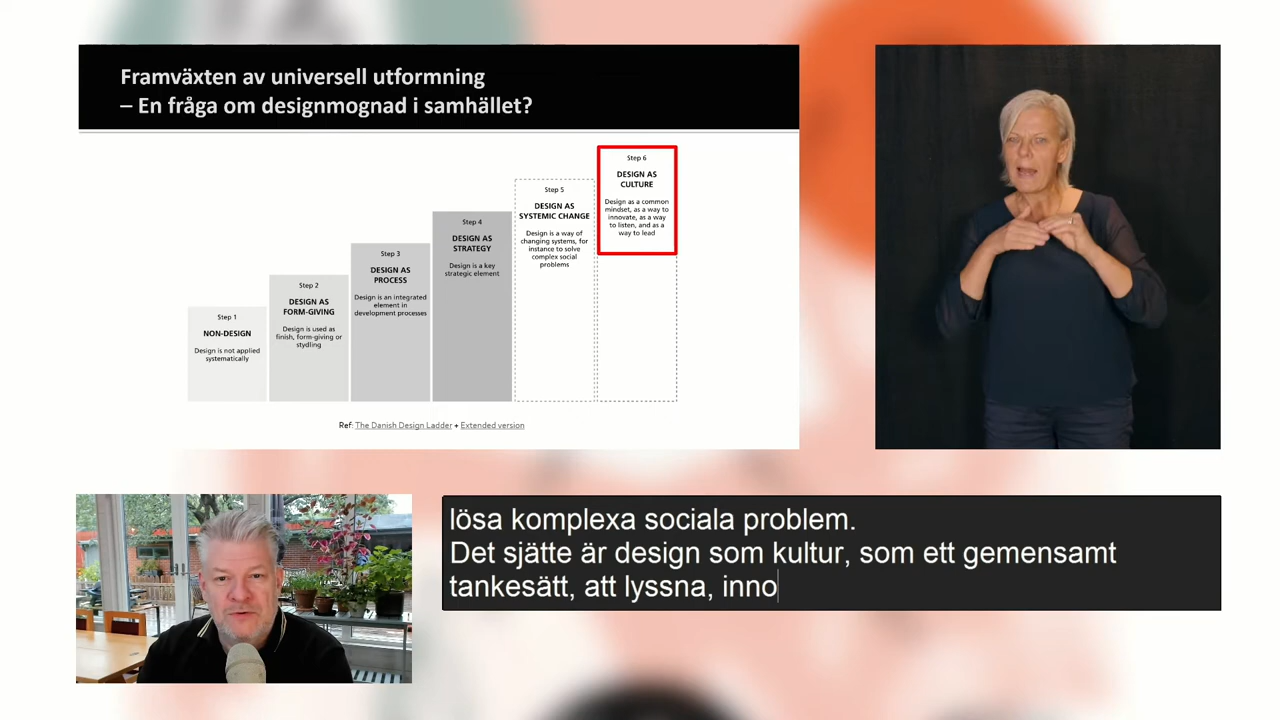 Framväxten av universell utformning
– En fråga om designmognad i samhället?
Step 1
NON-DESIGN
Design is not applied
systematically
Step 2
DESIGN AS
FORM-GIVING
Design is used as
finish, form-giving or
stydling
Step 3
DESIGN AS
PROCESS
Design is an integrated
element in
development processes
Step 4
DESIGN AS
STRATEGY
Design is a key
strategic element
Step 5
DESIGN AS
SYSTEMIC CHANGE
Design is a way of
changing systems, for
instance to solve
complex social
problems
Step 6
DESIGN AS
CULTURE
Design as a common
mindset, as a way to
innovate, as a way
to listen, and as a
way to lead
Ref: The Danish Design Ladder + Extended version
lösa komplexa sociala problem.
Det sjätte är design som kultur, som ett gemensamt
tankesätt, att lyssna, inno